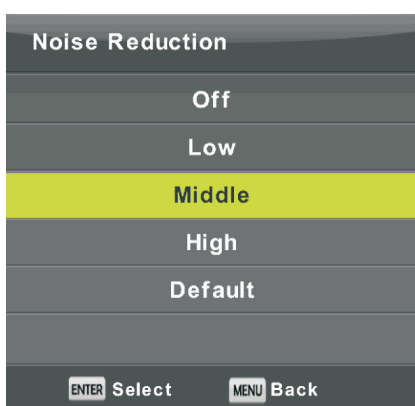 Noise Reduction
Off
Low
Middle
High
Default
ENTER Select MENU Back